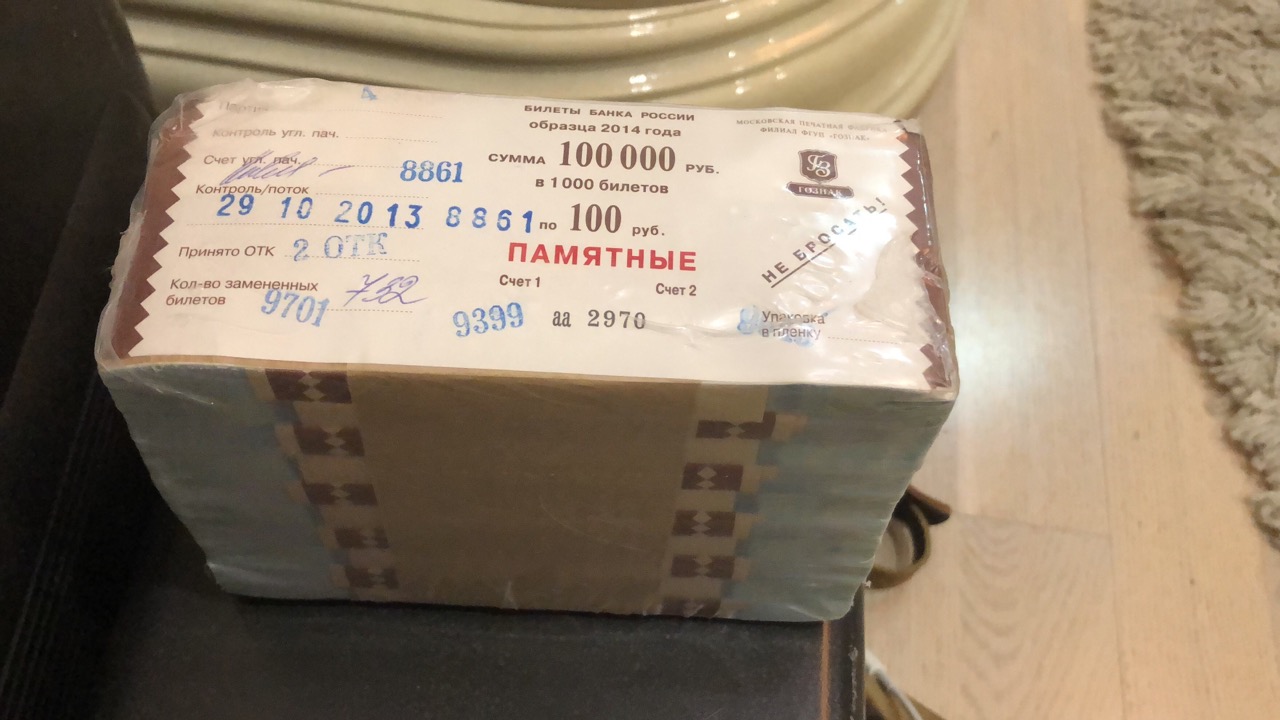 4
контроль угл. пач.
Счет угл. пач.
8861
Контроль/поток
29 10 2013 8861
Принято ОТК 2 ОТК
Кол-во замененных
билетов
9701 752
БИЛЕТЫ БАНКА РОССИИ
образца 2014 года
СУММА 100 000 РУБ.
в 1000 билетов
по 100 руб.
ПАМЯТНЫЕ
Счет 1 Счет 2
9399 аа 2970
МОСКОВСКАЯ ПЕЧАТНАЯ
ФИЛИАЛ ФГУП «ГОЗНАК»
ГОЗНАК
НЕ БРОСАТЬ!
Упаковка
в пленку